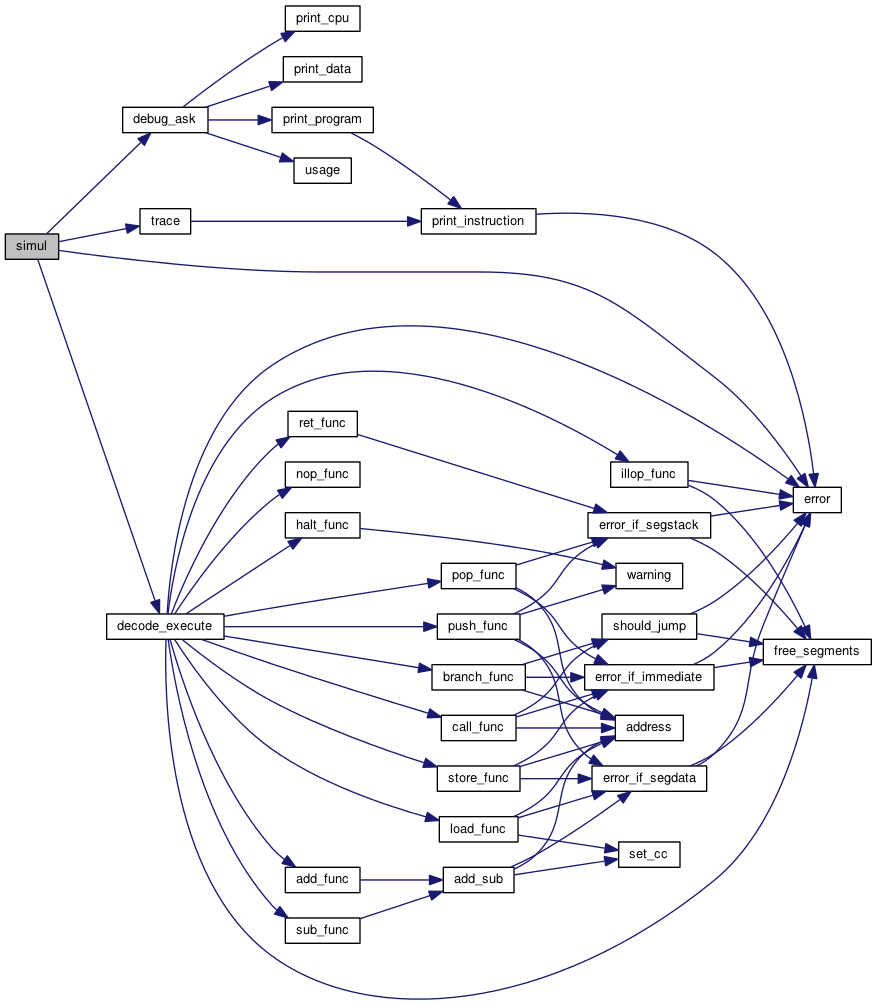 print_cpu
print_data
debug_ask
print_program
usage
trace
print_instruction
simul
ret_func
nop_func
illop_func
error
halt_func
error_if_segstack
pop_func
warning
decode_execute
push_func
should_jump
free_segments
branch_func
error_if_immediate
call_func
address
store_func
error_if_segdata
load_func
set_cc
add_func
add_sub
sub_func